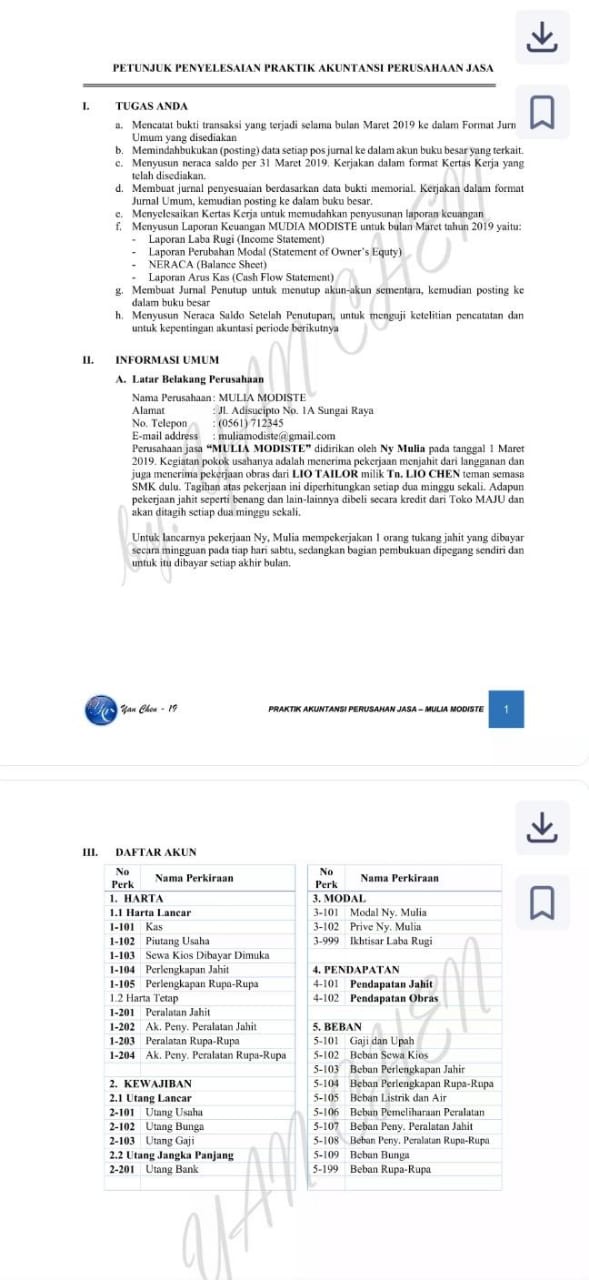 PETUNJUK PENYELESAIAN PRAKTIK AKUNTANSI PERUSAHAAN JASA
I. TUGAS ANDA
a. Mencatat bukti transaksi yang terjadi selama bulan Maret 2019 ke dalam Format Jurn
Umum yang disediakan
b. Memindahbukukan (posting) data setiap pos jurnal ke dalam akun buku besar yang terkait.
c. Menyusun neraca saldo per 31 Maret 2019. Kerjakan dalam format Kertas Kerja yang
telah disediakan.
d. Membuat jurnal penyesuaian berdasarkan data bukti memorial. Kerjakan dalam format
Jurnal Umum, kemudian posting ke dalam buku besar.
e. Menyelesaikan Kertas Kerja untuk memudahkan penyusunan laporan keuangan
f. Menyusun Laporan Keuangan MUDIA MODISTE untuk bulan Maret tahun 2019 yaitu:
- Laporan Laba Rugi (Income Statement)
- Laporan Perubahan Modal (Statement of Owner's Equty)
- NERACA (Balance Sheet)
- Laporan Arus Kas (Cash Flow Statement)
g. Membuat Jurnal Penutup untuk menutup akun-akun sementara, kemudian posting ke
dalam buku besar
h. Menyusun Neraca Saldo Setelah Penutupan, untuk menguji ketelitian pencatatan dan
untuk kepentingan akuntasi periode berikutnya
II. INFORMASI UMUM
A. Latar Belakang Perusahaan
Nama Perusahaan : MULIA MODISTE
Alamat : Jl. Adisucipto No. 1A Sungai Raya
No. Telepon : (0561) 712345
E-mail address : muliamodiste@gmail.com
Perusahaan jasa "MULIA MODISTE" didirikan oleh Ny Mulia pada tanggal 1 Maret
2019. Kegiatan pokok usahanya adalah menerima pekerjaan menjahit dari langganan dan
juga menerima pekerjaan obras dari LIO TAILOR milik Tn. LIO CHEN teman semasa
SMK dulu. Tagihan atas pekerjaan ini diperhitungkan setiap dua minggu sekali. Adapun
pekerjaan jahit seperti benang dan lain-lainnya dibeli secara kredit dari Toko MAJU dan
akan ditagih setiap dua minggu sekali.
Untuk lancarnya pekerjaan Ny, Mulia mempekerjakan 1 orang tukang jahit yang dibayar
secara mingguan pada tiap hari sabtu, sedangkan bagian pembukuan dipegang sendiri dan
untuk itu dibayar setiap akhir bulan.
by: YAN CHEN
Yan Chen - 19
PRAKTIK AKUNTANSI PERUSAHAN JASA – MULIA MODISTE 1
III. DAFTAR AKUN
No Perk Nama Perkiraan
1. HARTA
1.1 Harta Lancar
1-101 Kas
1-102 Piutang Usaha
1-103 Sewa Kios Dibayar Dimuka
1-104 Perlengkapan Jahit
1-105 Perlengkapan Rupa-Rupa
1.2 Harta Tetap
1-201 Peralatan Jahit
1-202 Ak. Peny. Peralatan Jahit
1-203 Peralatan Rupa-Rupa
1-204 Ak. Peny. Peralatan Rupa-Rupa
2. KEWAJIBAN
2.1 Utang Lancar
2-101 Utang Usaha
2-102 Utang Bunga
2-103 Utang Gaji
2.2 Utang Jangka Panjang
2-201 Utang Bank
No Perk Nama Perkiraan
3. MODAL
3-101 Modal Ny. Mulia
3-102 Prive Ny. Mulia
3-999 Ikhtisar Laba Rugi
4. PENDAPATAN
4-101 Pendapatan Jahit
4-102 Pendapatan Obras
5. BEBAN
5-101 Gaji dan Upah
5-102 Beban Sewa Kios
5-103 Beban Perlengkapan Jahir
5-104 Beban Perlengkapan Rupa-Rupa
5-105 Beban Listrik dan Air
5-106 Beban Pemeliharaan Peralatan
5-107 Beban Peny. Peralatan Jahit
5-108 Beban Peny. Peralatan Rupa-Rupa
5-109 Beban Bunga
5-199 Beban Rupa-Rupa
YAN CHEN